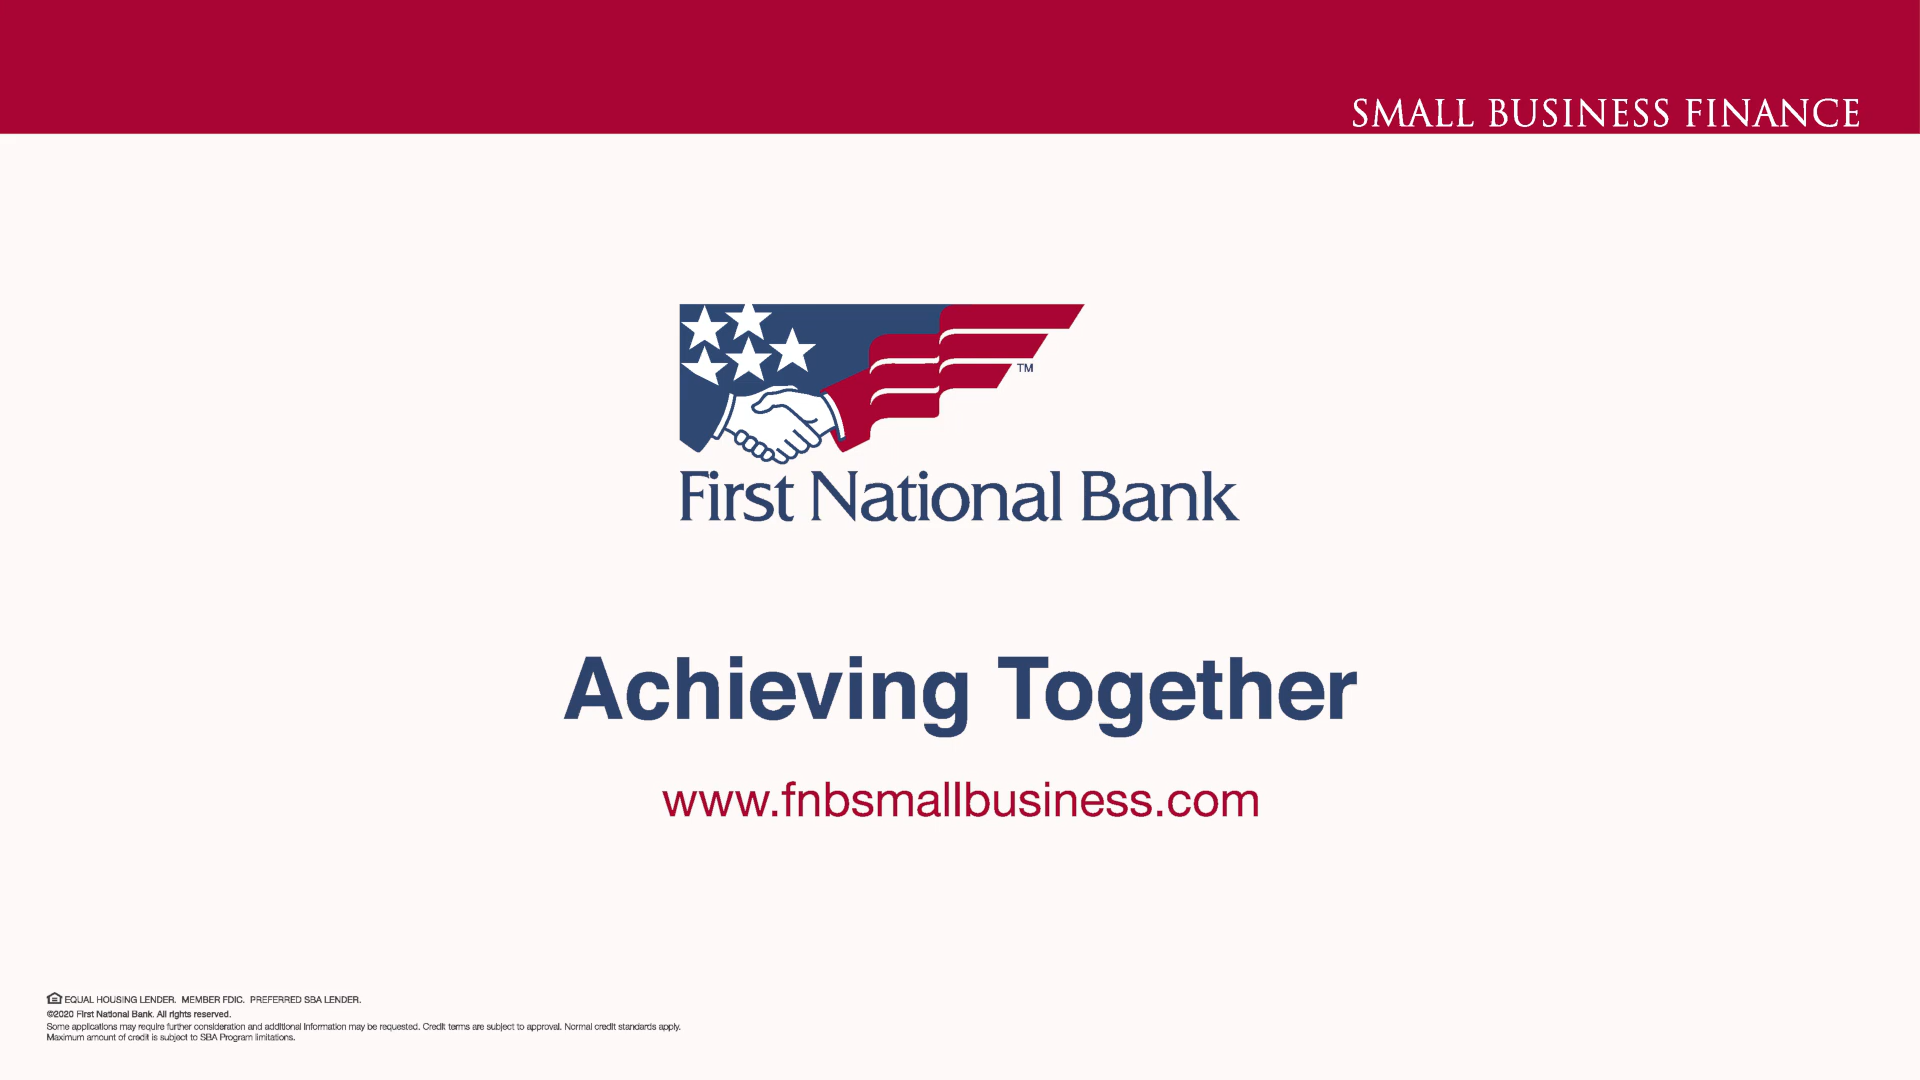 SMALL BUSINESS FINANCE
TM
First National Bank
Achieving Together
www.fnbsmallbusiness.com
EQUAL HOUSING LENDER. MEMBER FDIC. PREFERRED SBA LENDER.
©2020 First National Bank. All rights reserved.
Some applications may require further consideration and additional information may be requested. Credit terms are subject to approval. Normal credit standards apply.
Maximum amount of credit is subject to SBA Program limitations.